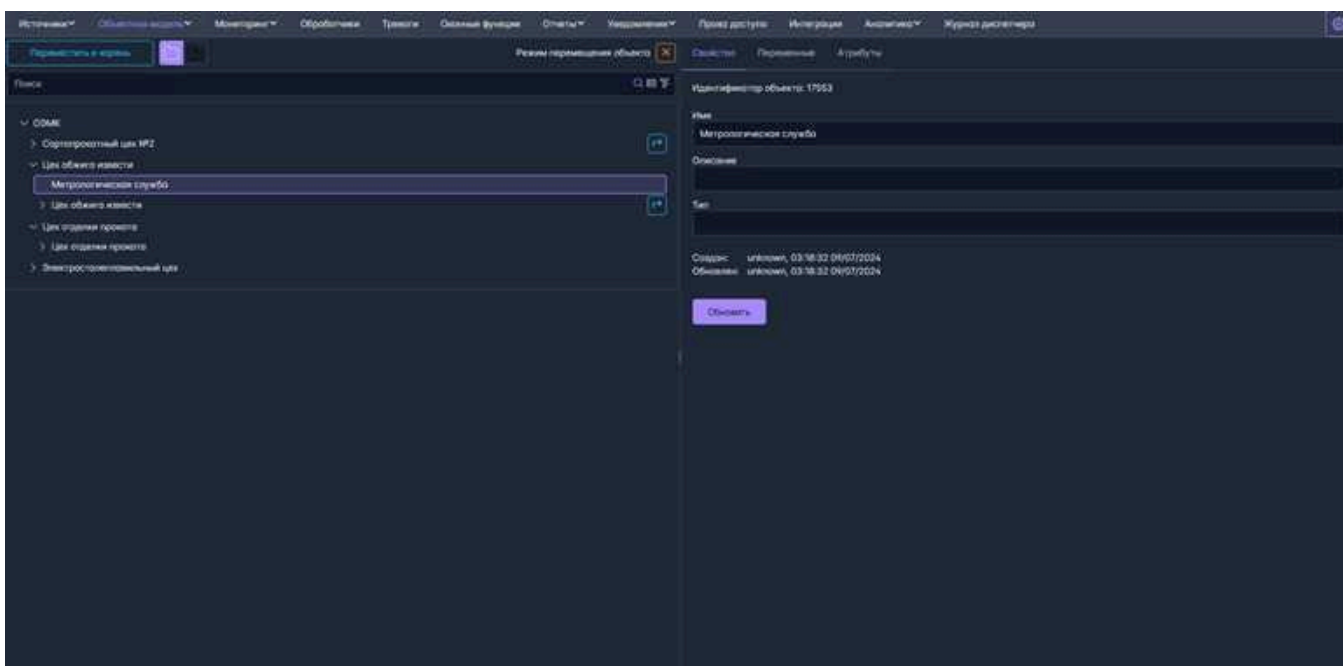 Источники Объектная модель Мониторинг Обработчики Тревоги Оконные функции Отчеты Уведомления Права доступа Интеграции Аналитика Журнал диспетчера
Переместить в корень
Режим перемещения объекта
Свойства Переменные Атрибуты
Поиск
Идентификатор объекта: 17553
СОМК
Имя
Сортопрокатный цех №2
Метрологическая служба
Цех обжига извести
Описание
Метрологическая служба
Цех обжига извести
Тип
Цех отделки проката
Цех отделки проката
Электросталеплавильный цех
Создан: unknown, 03:18:32 09/07/2024
Обновлен: unknown, 03:18:32 09/07/2024
Обновить